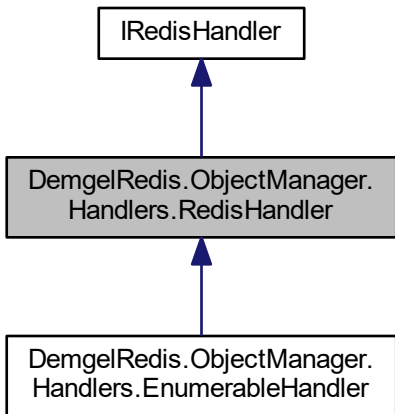 IRedisHandler
DemgelRedis.ObjectManager.
Handlers.RedisHandler
DemgelRedis.ObjectManager.
Handlers.EnumerableHandler